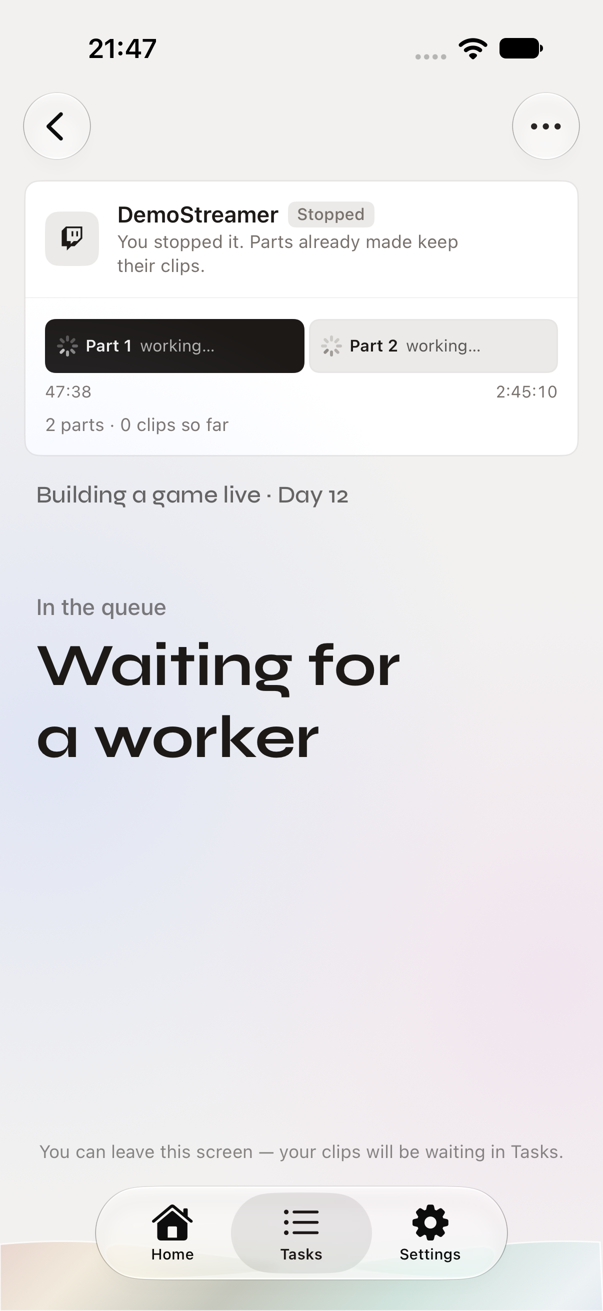 21:47
DemoStreamer Stopped
You stopped it. Parts already made keep
their clips.
Part 1 working... Part 2 working...
47:38 2:45:10
2 parts · 0 clips so far
Building a game live · Day 12
In the queue
Waiting for
a worker
You can leave this screen — your clips will be waiting in Tasks.
Home Tasks Settings